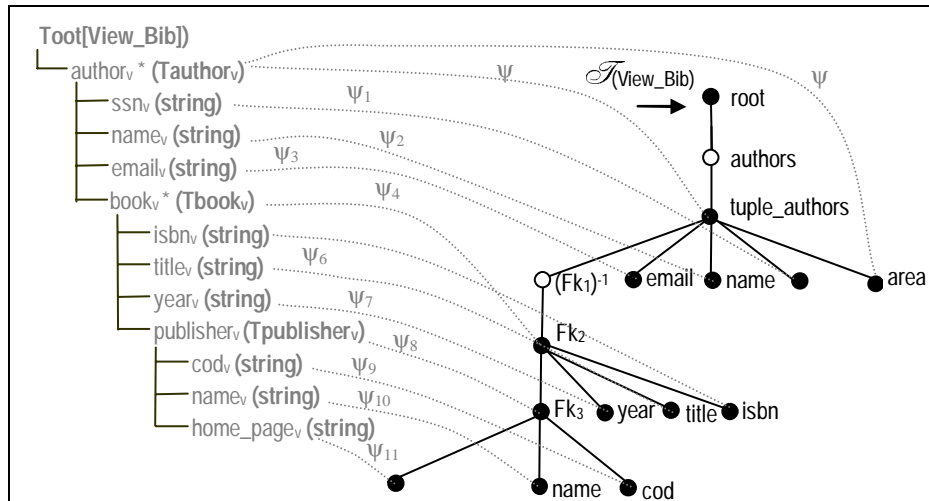 Toot[View_Bib])
authorᵥ * (Tauthorᵥ)
ssnᵥ (string)
nameᵥ (string)
emailᵥ (string)
bookᵥ * (Tbookᵥ)
isbnᵥ (string)
titleᵥ (string)
yearᵥ (string)
publisherᵥ (Tpublisherᵥ)
codᵥ (string)
nameᵥ (string)
home_pageᵥ (string)
ψ
ψ
ψ1
ψ2
ψ3
ψ4
ψ6
ψ7
ψ8
ψ9
ψ10
ψ11
𝒯(View_Bib)
root
authors
tuple_authors
(Fk1)-1
email
name
area
Fk2
Fk3
year
title
isbn
name
cod